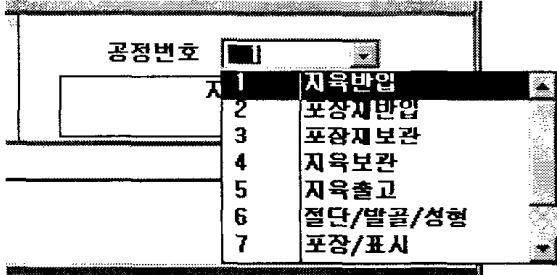 공정번호 1
지
1 지육반입
2 포장재반입
3 포장재보관
4 지육보관
5 지육출고
6 절단/발골/성형
7 포장/표시